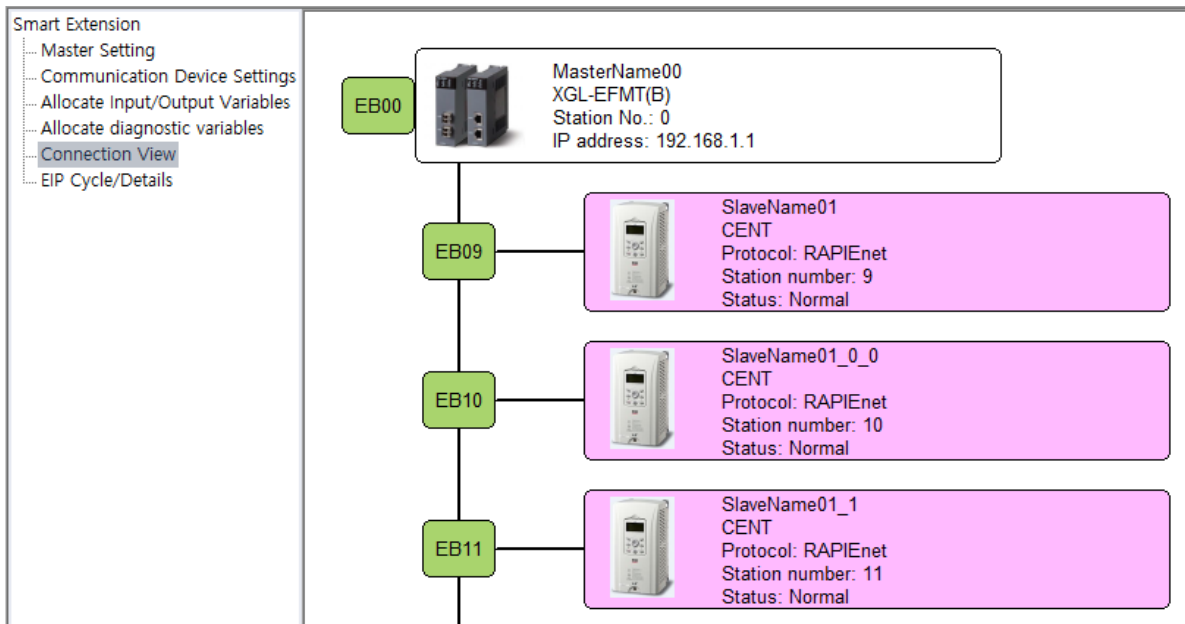 Smart Extension
Master Setting
Communication Device Settings
Allocate Input/Output Variables
Allocate diagnostic variables
Connection View
EIP Cycle/Details
EB00
MasterName00
XGL-EFMT(B)
Station No.: 0
IP address: 192.168.1.1
EB09
SlaveName01
CENT
Protocol: RAPIEnet
Station number: 9
Status: Normal
EB10
SlaveName01_0_0
CENT
Protocol: RAPIEnet
Station number: 10
Status: Normal
EB11
SlaveName01_1
CENT
Protocol: RAPIEnet
Station number: 11
Status: Normal